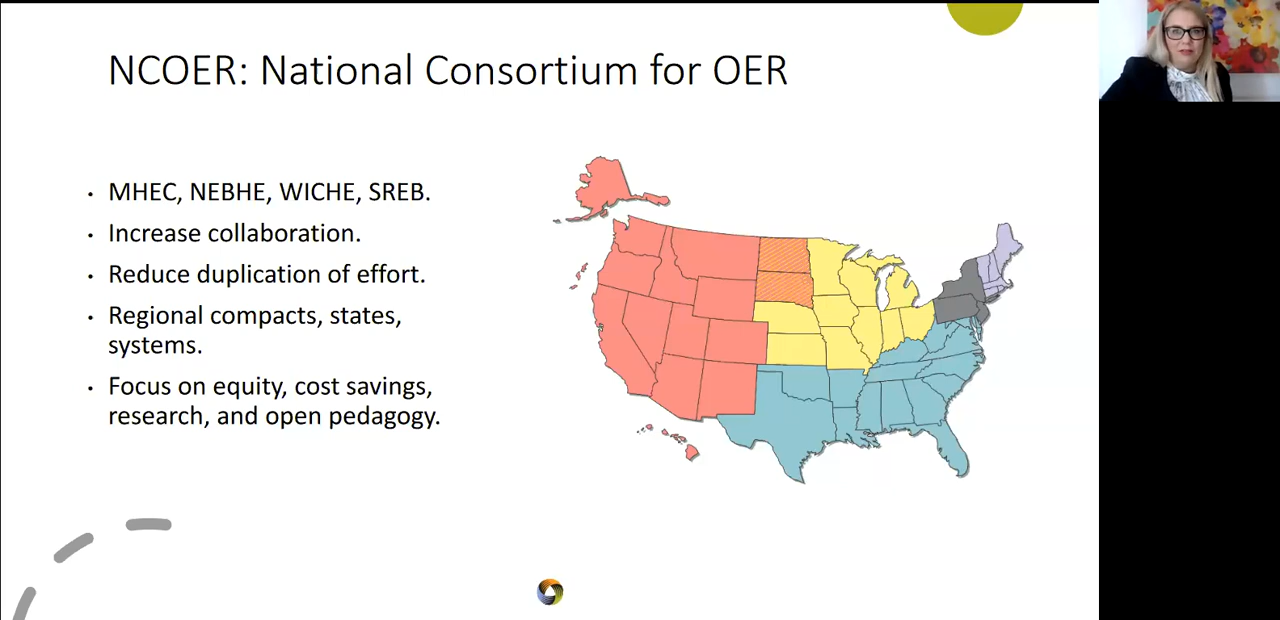 NCOER: National Consortium for OER
• MHEC, NEBHE, WICHE, SREB.
• Increase collaboration.
• Reduce duplication of effort.
• Regional compacts, states,
systems.
• Focus on equity, cost savings,
research, and open pedagogy.